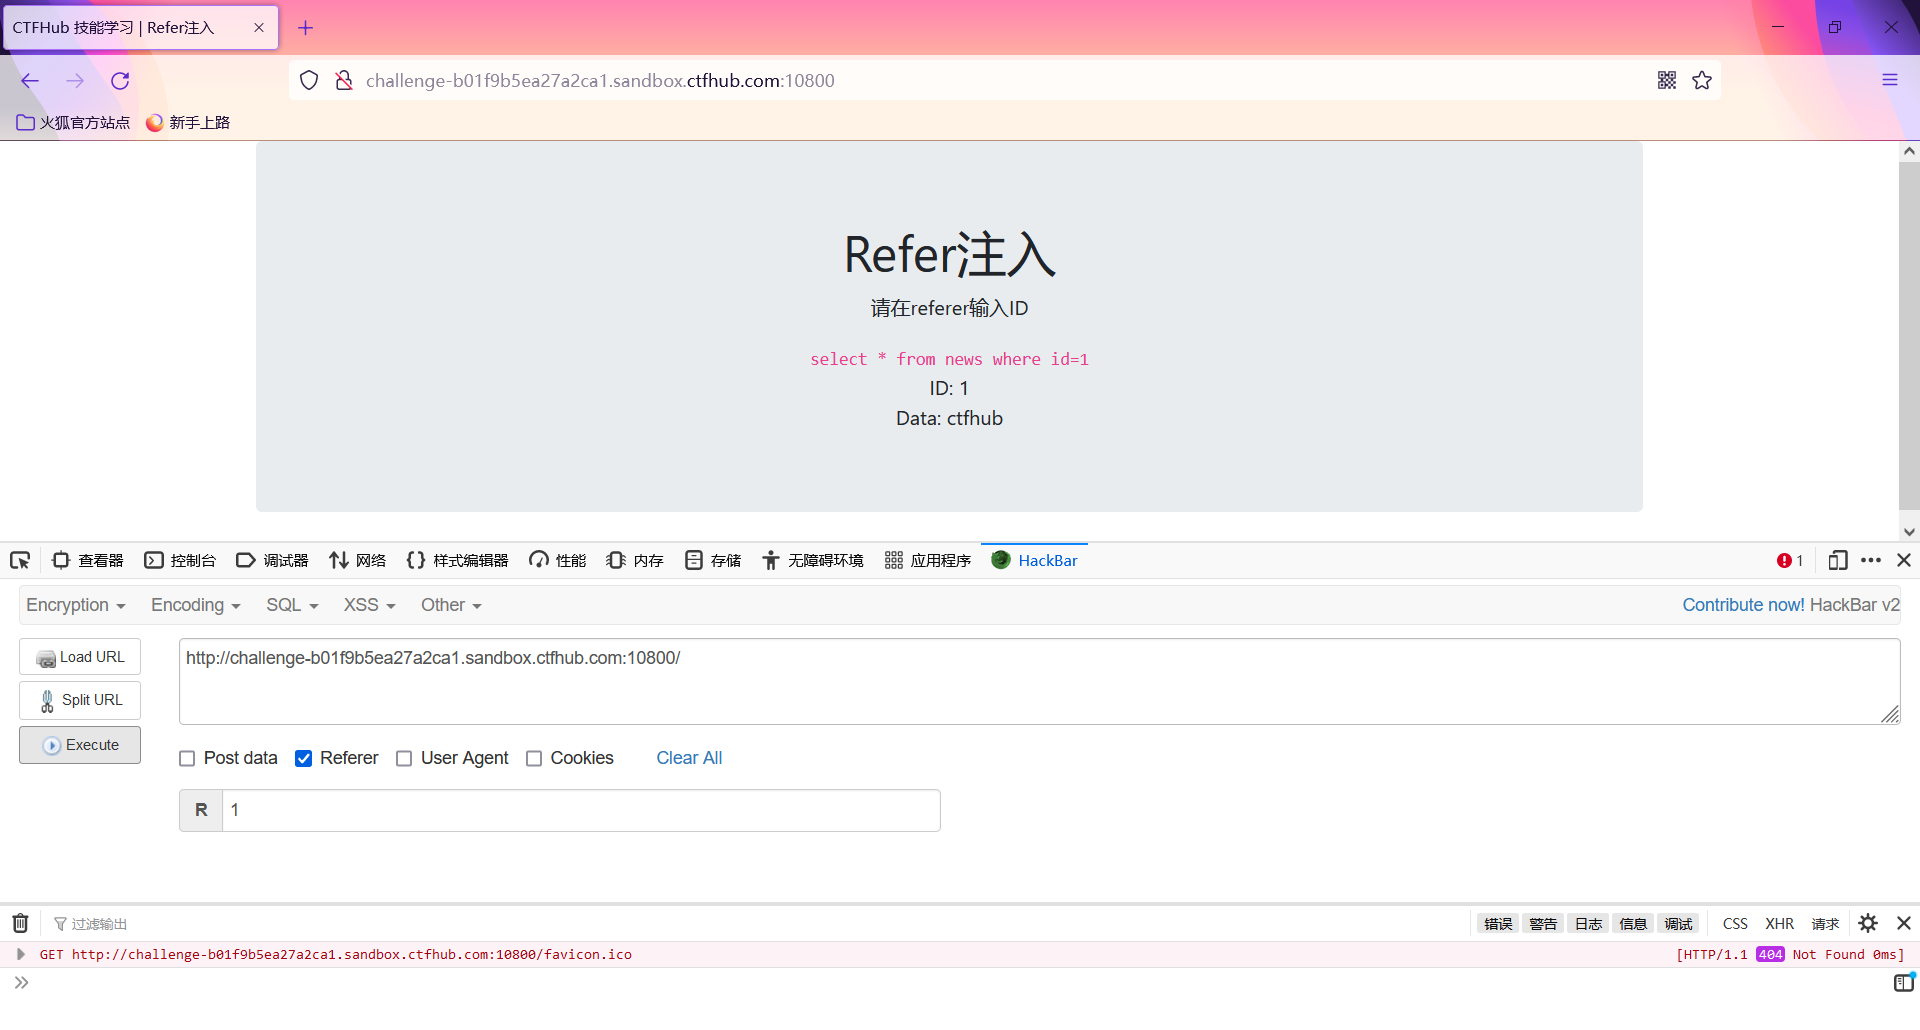 CTFHub 技能学习 | Refer注入
challenge-b01f9b5ea27a2ca1.sandbox.ctfhub.com:10800
火狐官方站点 新手上路
Refer注入
请在referer输入ID
select * from news where id=1
ID: 1
Data: ctfhub
查看器 控制台 调试器 网络 样式编辑器 性能 内存 存储 无障碍环境 应用程序 HackBar 1
Encryption Encoding SQL XSS Other Contribute now! HackBar v2
Load URL http://challenge-b01f9b5ea27a2ca1.sandbox.ctfhub.com:10800/
Split URL
Execute
Post data Referer User Agent Cookies Clear All
R 1
过滤输出 错误 警告 日志 信息 调试 CSS XHR 请求
GET http://challenge-b01f9b5ea27a2ca1.sandbox.ctfhub.com:10800/favicon.ico [HTTP/1.1 404 Not Found 0ms]